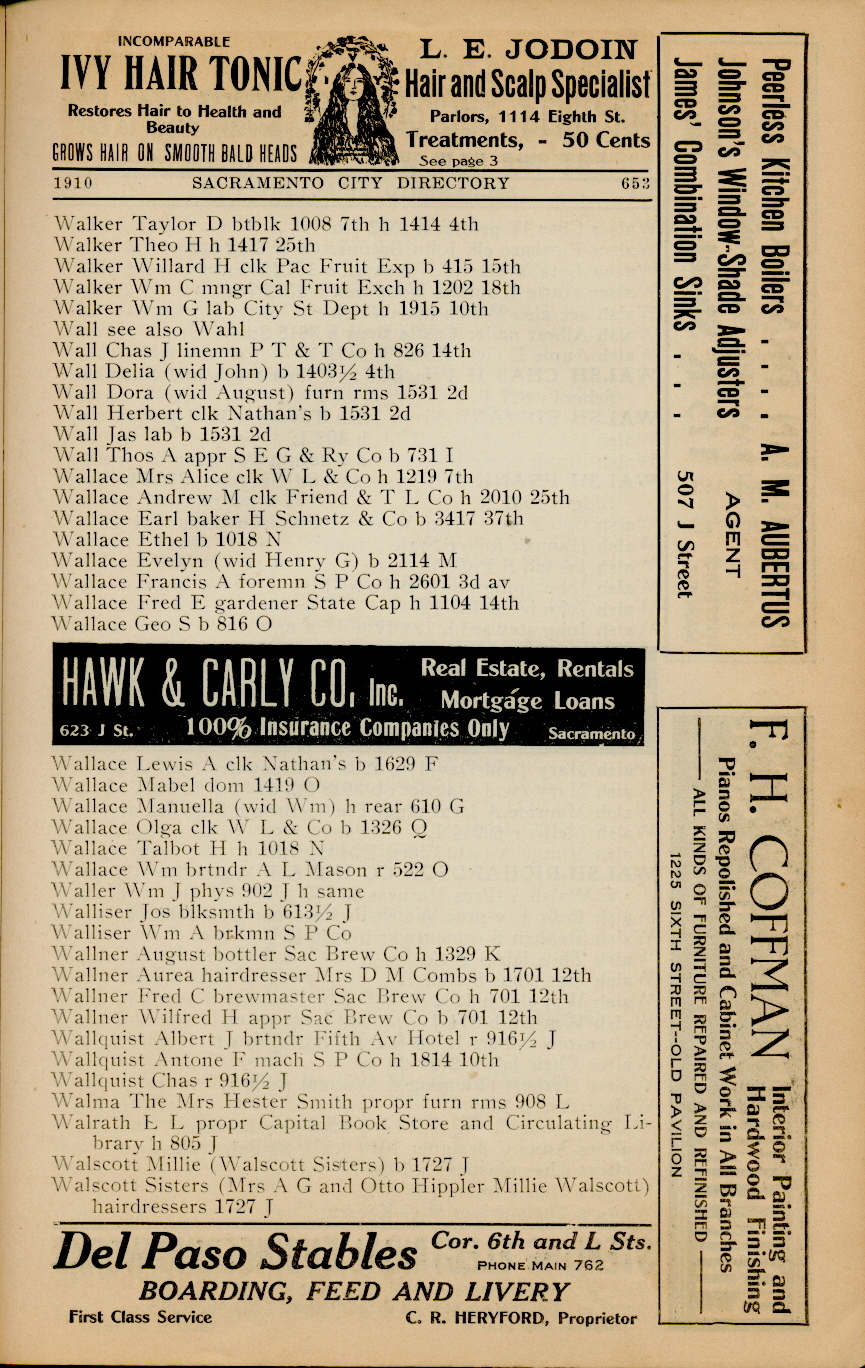 INCOMPARABLE
IVY HAIR TONIC
Restores Hair to Health and
Beauty
GROWS HAIR ON SMOOTH BALD HEADS
L. E. JODOIN
Hair and Scalp Specialist
Parlors, 1114 Eighth St.
Treatments, - 50 Cents
See page 3
1910 SACRAMENTO CITY DIRECTORY 653
Walker Taylor D btblk 1008 7th h 1414 4th
Walker Theo H h 1417 25th
Walker Willard H clk Pac Fruit Exp b 415 15th
Walker Wm C mngr Cal Fruit Exch h 1202 18th
Walker Wm G lab City St Dept h 1915 10th
Wall see also Wahl
Wall Chas J linemn P T & T Co h 826 14th
Wall Delia (wid John) b 1403½ 4th
Wall Dora (wid August) furn rms 1531 2d
Wall Herbert clk Nathan's b 1531 2d
Wall Jas lab b 1531 2d
Wall Thos A appr S E G & Ry Co b 731 I
Wallace Mrs Alice clk W L & Co h 1219 7th
Wallace Andrew M clk Friend & T L Co h 2010 25th
Wallace Earl baker H Schnetz & Co b 3417 37th
Wallace Ethel b 1018 N
Wallace Evelyn (wid Henry G) b 2114 M
Wallace Francis A foremn S P Co h 2601 3d av
Wallace Fred E gardener State Cap h 1104 14th
Wallace Geo S b 816 O
HAWK & CARLY CO, Inc.
Real Estate, Rentals
Mortgage Loans
623 J St. 100% Insurance Companies Only Sacramento
Wallace Lewis A clk Nathan's b 1629 F
Wallace Mabel dom 1419 O
Wallace Manuella (wid Wm) h rear 610 G
Wallace Olga clk W L & Co b 1326 Q
Wallace Talbot H h 1018 N
Wallace Wm brtndr A L Mason r 522 O
Waller Wm J phys 902 J h same
Walliser Jos blksmth b 613½ J
Walliser Wm A brkmn S P Co
Wallner August bottler Sac Brew Co h 1329 K
Wallner Aurea hairdresser Mrs D M Combs b 1701 12th
Wallner Fred C brewmaster Sac Brew Co h 701 12th
Wallner Wilfred H appr Sac Brew Co b 701 12th
Wallquist Albert J brtndr Fifth Av Hotel r 916½ J
Wallquist Antone F mach S P Co h 1814 10th
Wallquist Chas r 916½ J
Walma The Mrs Hester Smith propr furn rms 908 L
Walrath E L propr Capital Book Store and Circulating Li-
brary h 805 J
Walscott Millie (Walscott Sisters) b 1727 J
Walscott Sisters (Mrs A G and Otto Hippler Millie Walscott)
hairdressers 1727 J
Del Paso Stables
Cor. 6th and L Sts.
PHONE MAIN 762
BOARDING, FEED AND LIVERY
First Class Service C. R. HERYFORD, Proprietor
Peerless Kitchen Boilers . . . . A. M. AUBERTUS
Johnson's Window-Shade Adjusters AGENT
James' Combination Sinks . . . 507 J Street
F. H. COFFMAN
Interior Painting and
Hardwood Finishing
Pianos Repolished and Cabinet Work in All Branches
ALL KINDS OF FURNITURE REPAIRED AND REFINISHED
1225 SIXTH STREET--OLD PAVILION